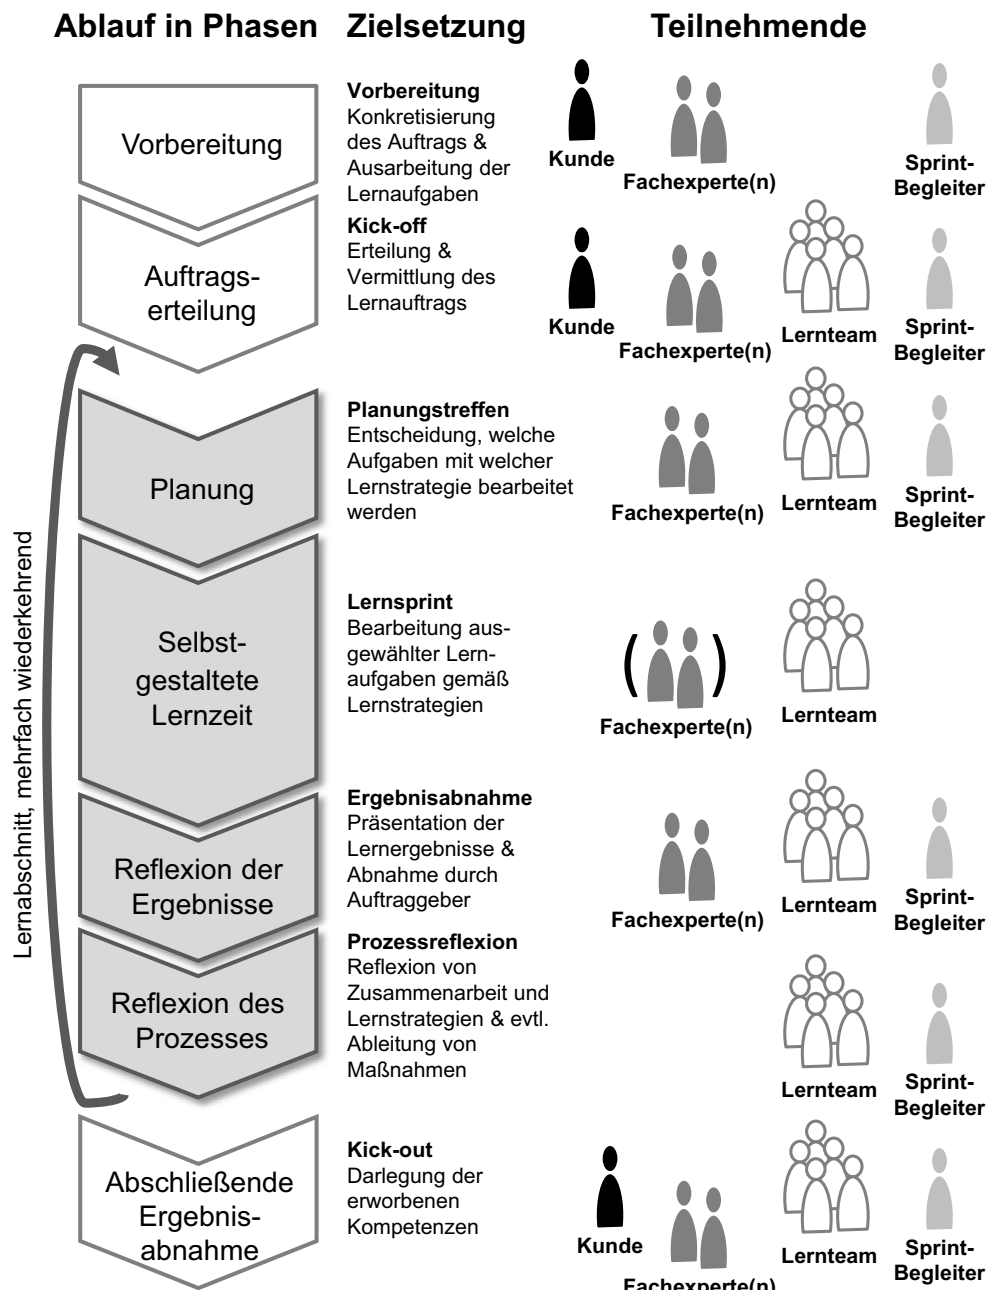 Ablauf in Phasen Zielsetzung Teilnehmende
Vorbereitung
Vorbereitung
Konkretisierung
des Auftrags &
Ausarbeitung der
Lernaufgaben
Kunde
Fachexperte(n)
Sprint-
Begleiter
Auftrags-
erteilung
Kick-off
Erteilung &
Vermittlung des
Lernauftrags
Kunde
Fachexperte(n)
Lernteam
Sprint-
Begleiter
Lernabschnitt, mehrfach wiederkehrend
Planung
Planungstreffen
Entscheidung, welche
Aufgaben mit welcher
Lernstrategie bearbeitet
werden
Fachexperte(n)
Lernteam
Sprint-
Begleiter
Selbst-
gestaltete
Lernzeit
Lernsprint
Bearbeitung aus-
gewählter Lern-
aufgaben gemäß
Lernstrategien
( )
Fachexperte(n)
Lernteam
Reflexion der
Ergebnisse
Ergebnisabnahme
Präsentation der
Lernergebnisse &
Abnahme durch
Auftraggeber
Fachexperte(n)
Lernteam
Sprint-
Begleiter
Reflexion des
Prozesses
Prozessreflexion
Reflexion von
Zusammenarbeit und
Lernstrategien & evtl.
Ableitung von
Maßnahmen
Lernteam
Sprint-
Begleiter
Abschließende
Ergebnis-
abnahme
Kick-out
Darlegung der
erworbenen
Kompetenzen
Kunde
Fachexperte(n)
Lernteam
Sprint-
Begleiter